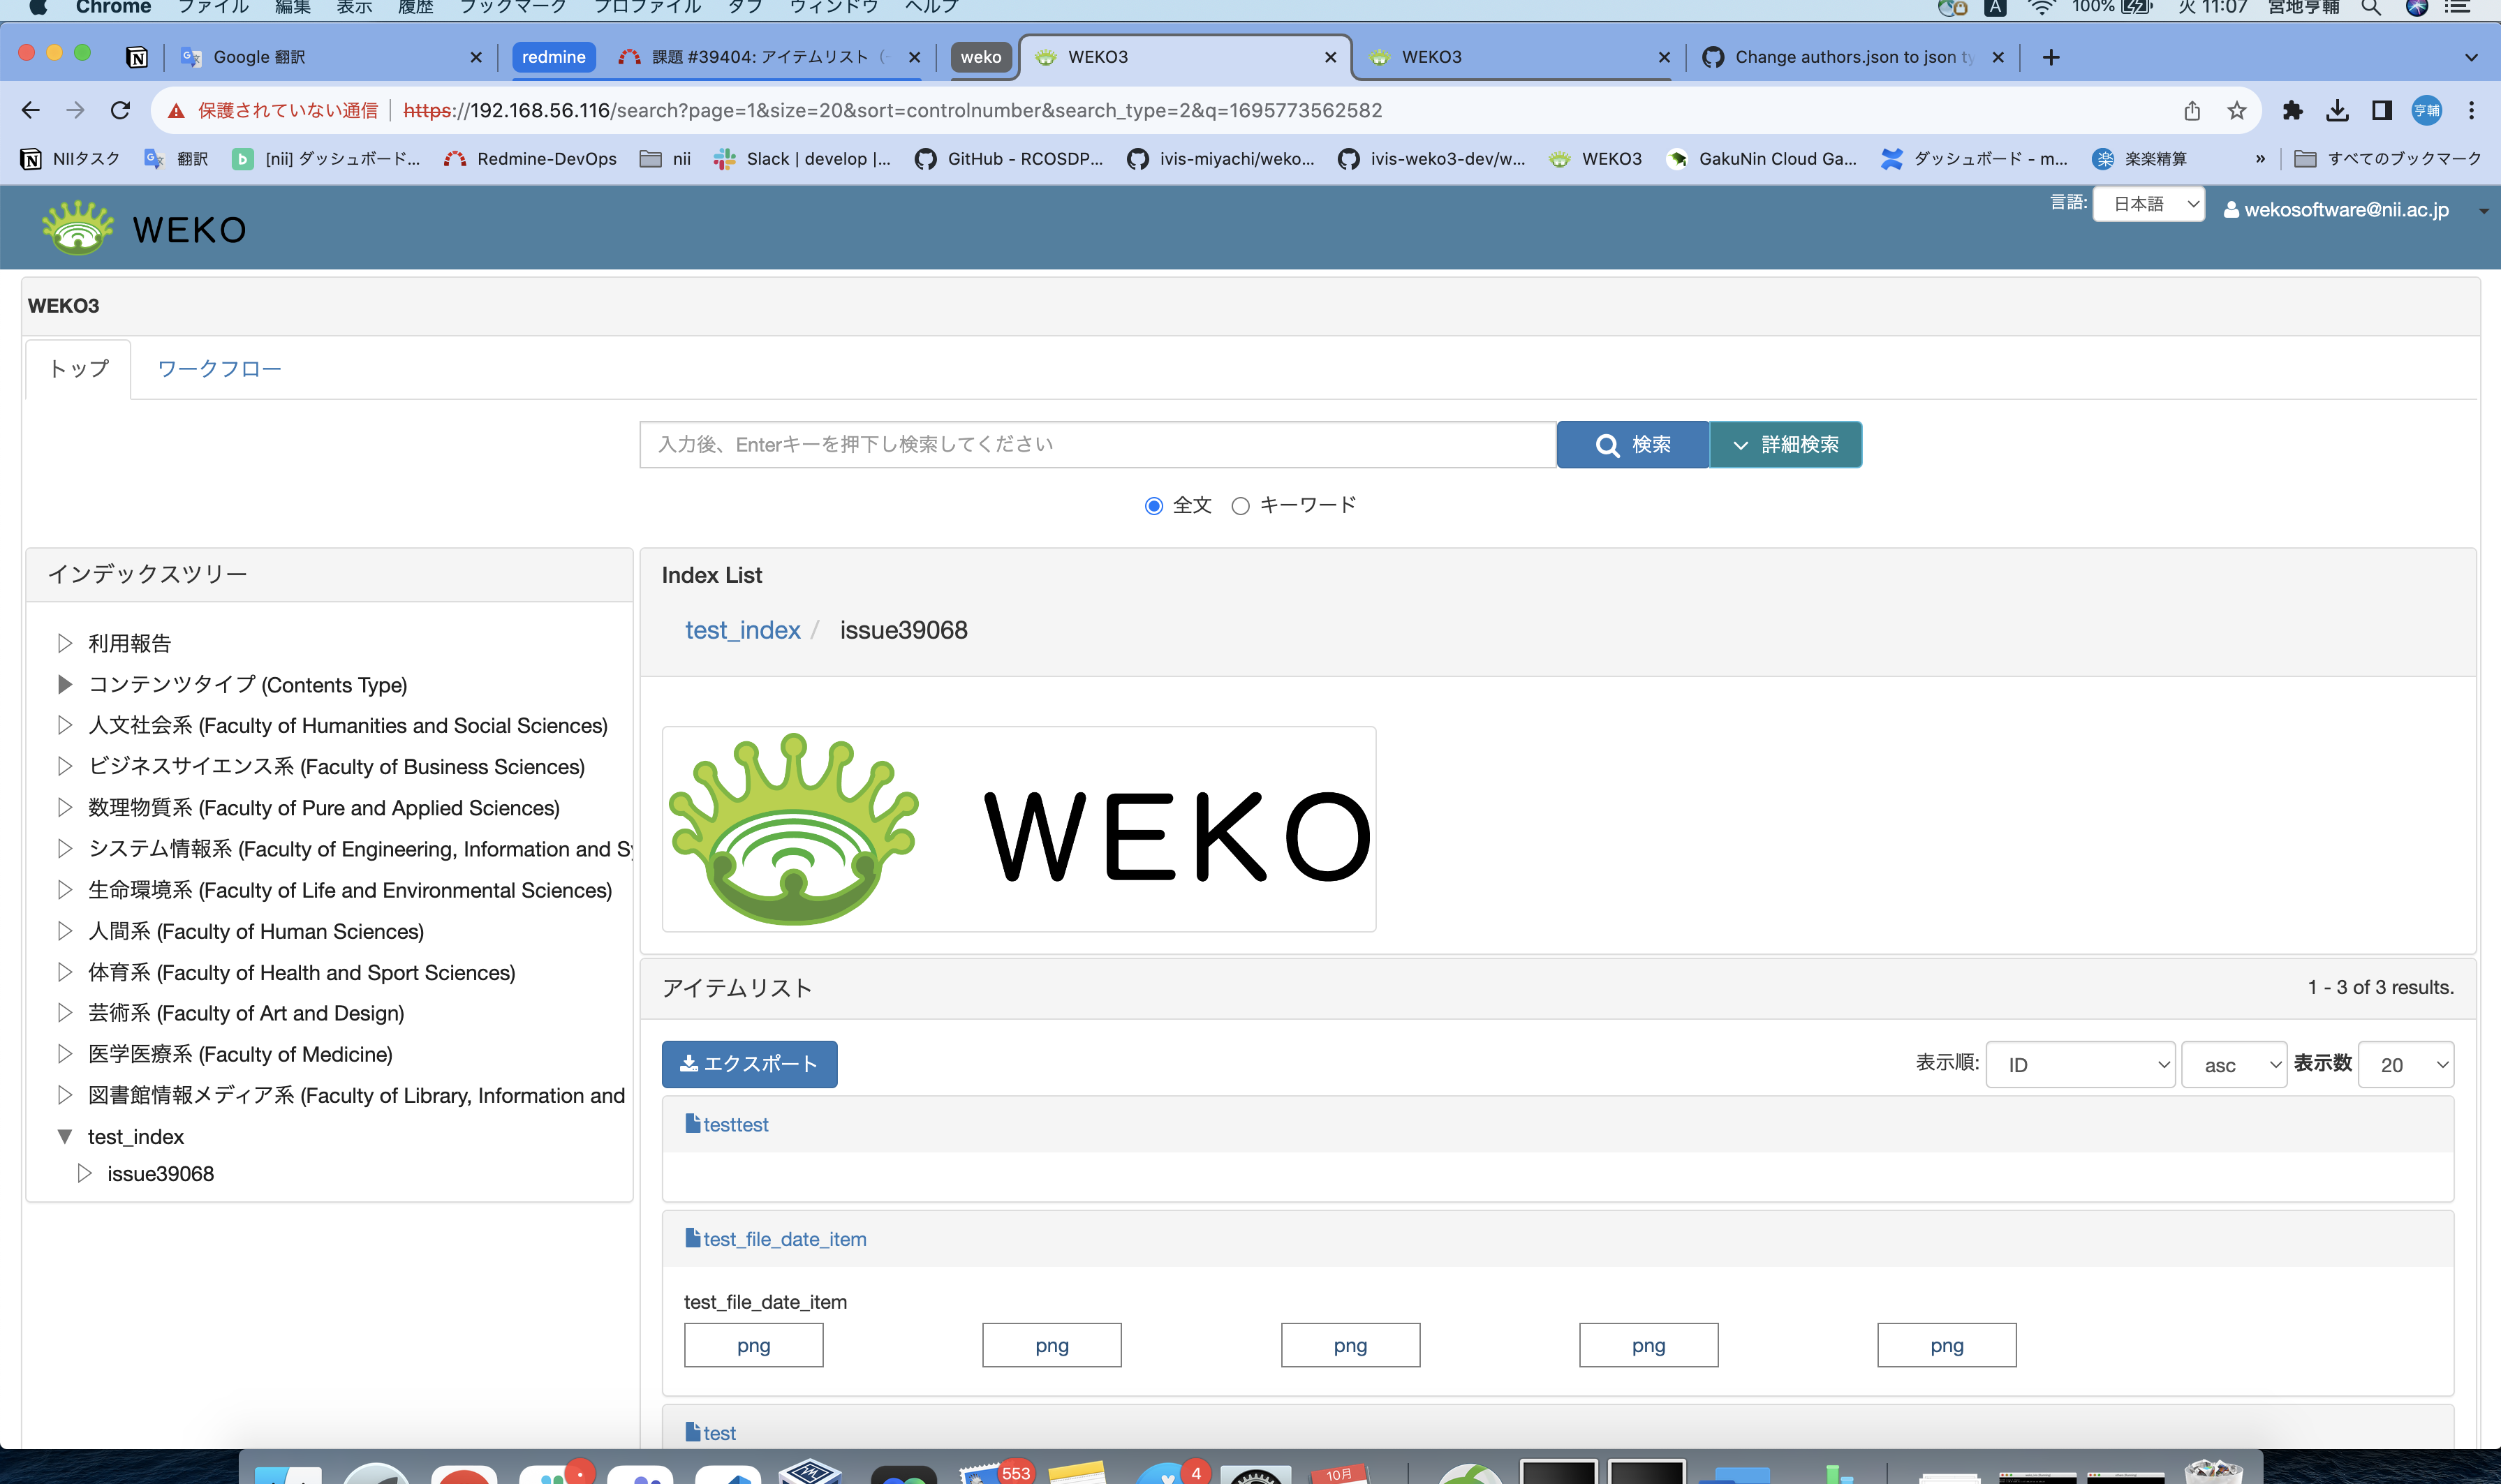 Chrome ファイル 編集 表示 履歴 ブックマーク プロファイル タブ ウィンドウ ヘルプ A 100% 火 11:07 宮地亨輔
Google 翻訳 redmine 課題 #39404: アイテムリスト weko WEKO3 WEKO3 Change authors.json to json ty
保護されていない通信 https://192.168.56.116/search?page=1&size=20&sort=controlnumber&search_type=2&q=1695773562582 亨輔
NIIタスク 翻訳 b [nii] ダッシュボード... Redmine-DevOps nii Slack | develop |... GitHub - RCOSDP... ivis-miyachi/weko... ivis-weko3-dev/w... WEKO3 GakuNin Cloud Ga... ダッシュボード - m... 楽 楽楽精算 » すべてのブックマーク
WEKO 言語: 日本語 wekosoftware@nii.ac.jp
WEKO3
トップ ワークフロー
入力後、Enterキーを押下し検索してください 検索 詳細検索
全文 キーワード
インデックスツリー
利用報告
コンテンツタイプ (Contents Type)
人文社会系 (Faculty of Humanities and Social Sciences)
ビジネスサイエンス系 (Faculty of Business Sciences)
数理物質系 (Faculty of Pure and Applied Sciences)
システム情報系 (Faculty of Engineering, Information and Sy
生命環境系 (Faculty of Life and Environmental Sciences)
人間系 (Faculty of Human Sciences)
体育系 (Faculty of Health and Sport Sciences)
芸術系 (Faculty of Art and Design)
医学医療系 (Faculty of Medicine)
図書館情報メディア系 (Faculty of Library, Information and
test_index
issue39068
Index List
test_index / issue39068
WEKO
アイテムリスト 1 - 3 of 3 results.
エクスポート 表示順: ID asc 表示数 20
testtest
test_file_date_item
test_file_date_item
png png png png png
test
553 4 10月